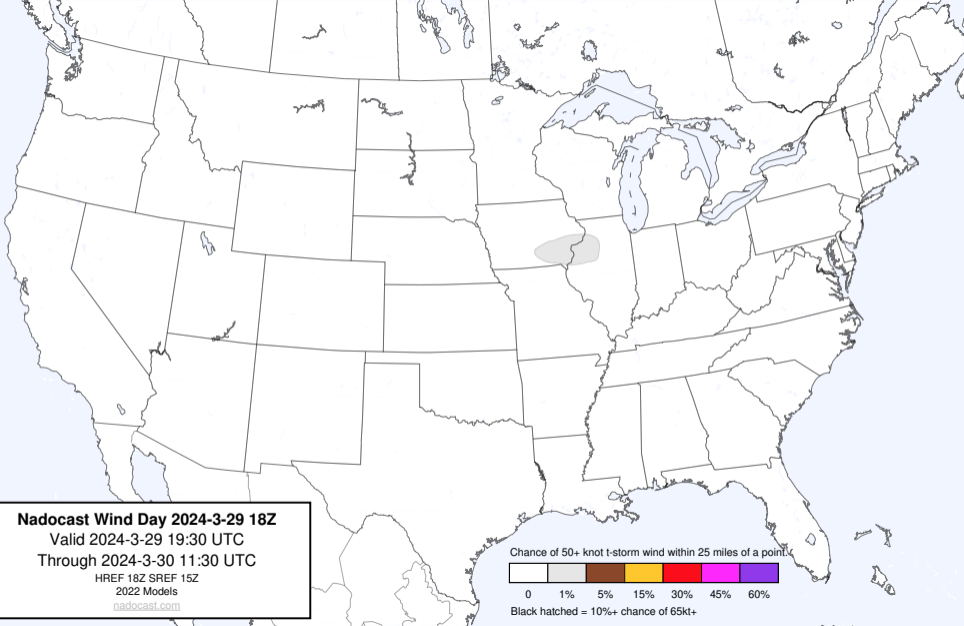 Nadocast Wind Day 2024-3-29 18Z
Valid 2024-3-29 19:30 UTC
Through 2024-3-30 11:30 UTC
HREF 18Z SREF 15Z
2022 Models
nadocast.com
Chance of 50+ knot t-storm wind within 25 miles of a point.
0 1% 5% 15% 30% 45% 60%
Black hatched = 10%+ chance of 65kt+